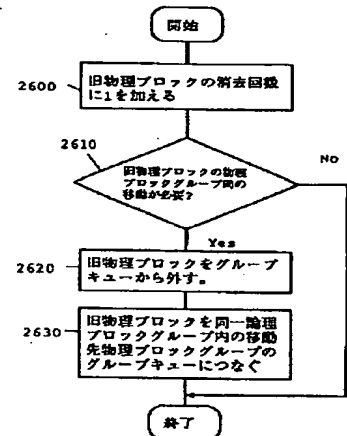 開始
2600
旧物理ブロックの消去回数
に1を加える
2610
旧物理ブロックの物理
ブロックグループ間の
移動が必要?
No
Yes
2620
旧物理ブロックをグループ
キューから外す。
2630
旧物理ブロックを同一論理
ブロックグループ内の移動
先物理ブロックグループの
グループキューにつなぐ
終了